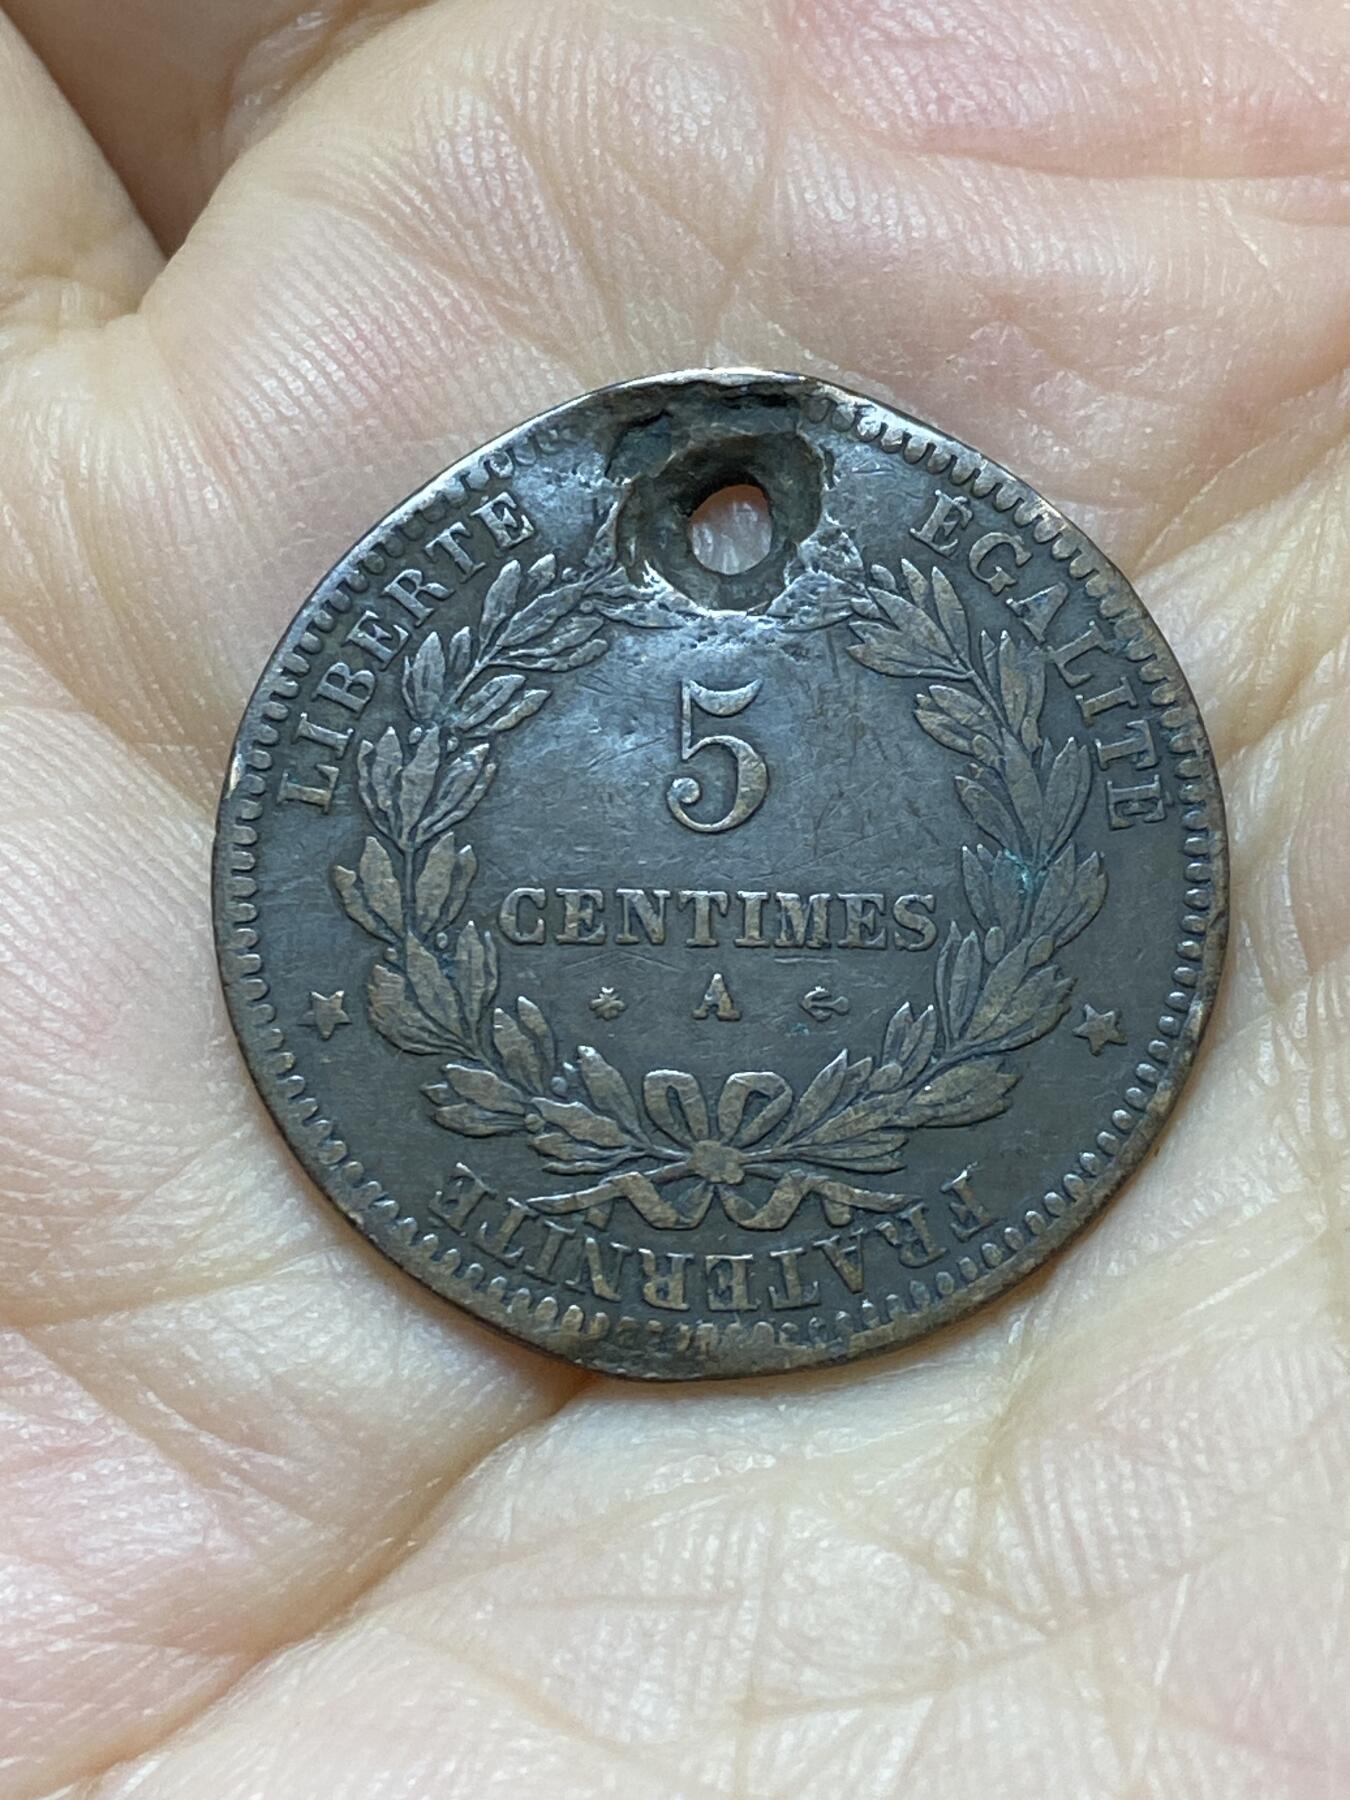 LIBERTÉ
ÉGALITÉ
5
CENTIMES
A
FRATERNITÉ